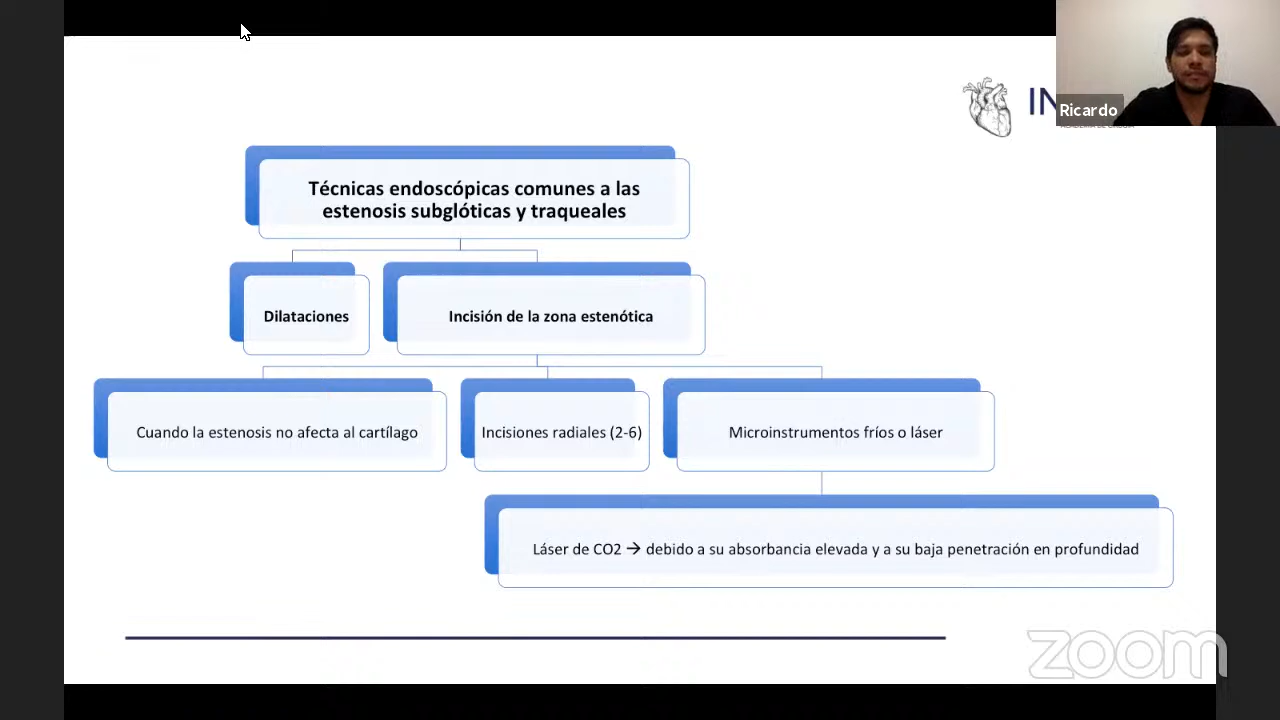 Ricardo
Técnicas endoscópicas comunes a las
estenosis subglóticas y traqueales
Dilataciones
Incisión de la zona estenótica
Cuando la estenosis no afecta al cartílago
Incisiones radiales (2-6)
Microinstrumentos fríos o láser
Láser de CO2 → debido a su absorbancia elevada y a su baja penetración en profundidad
zoom